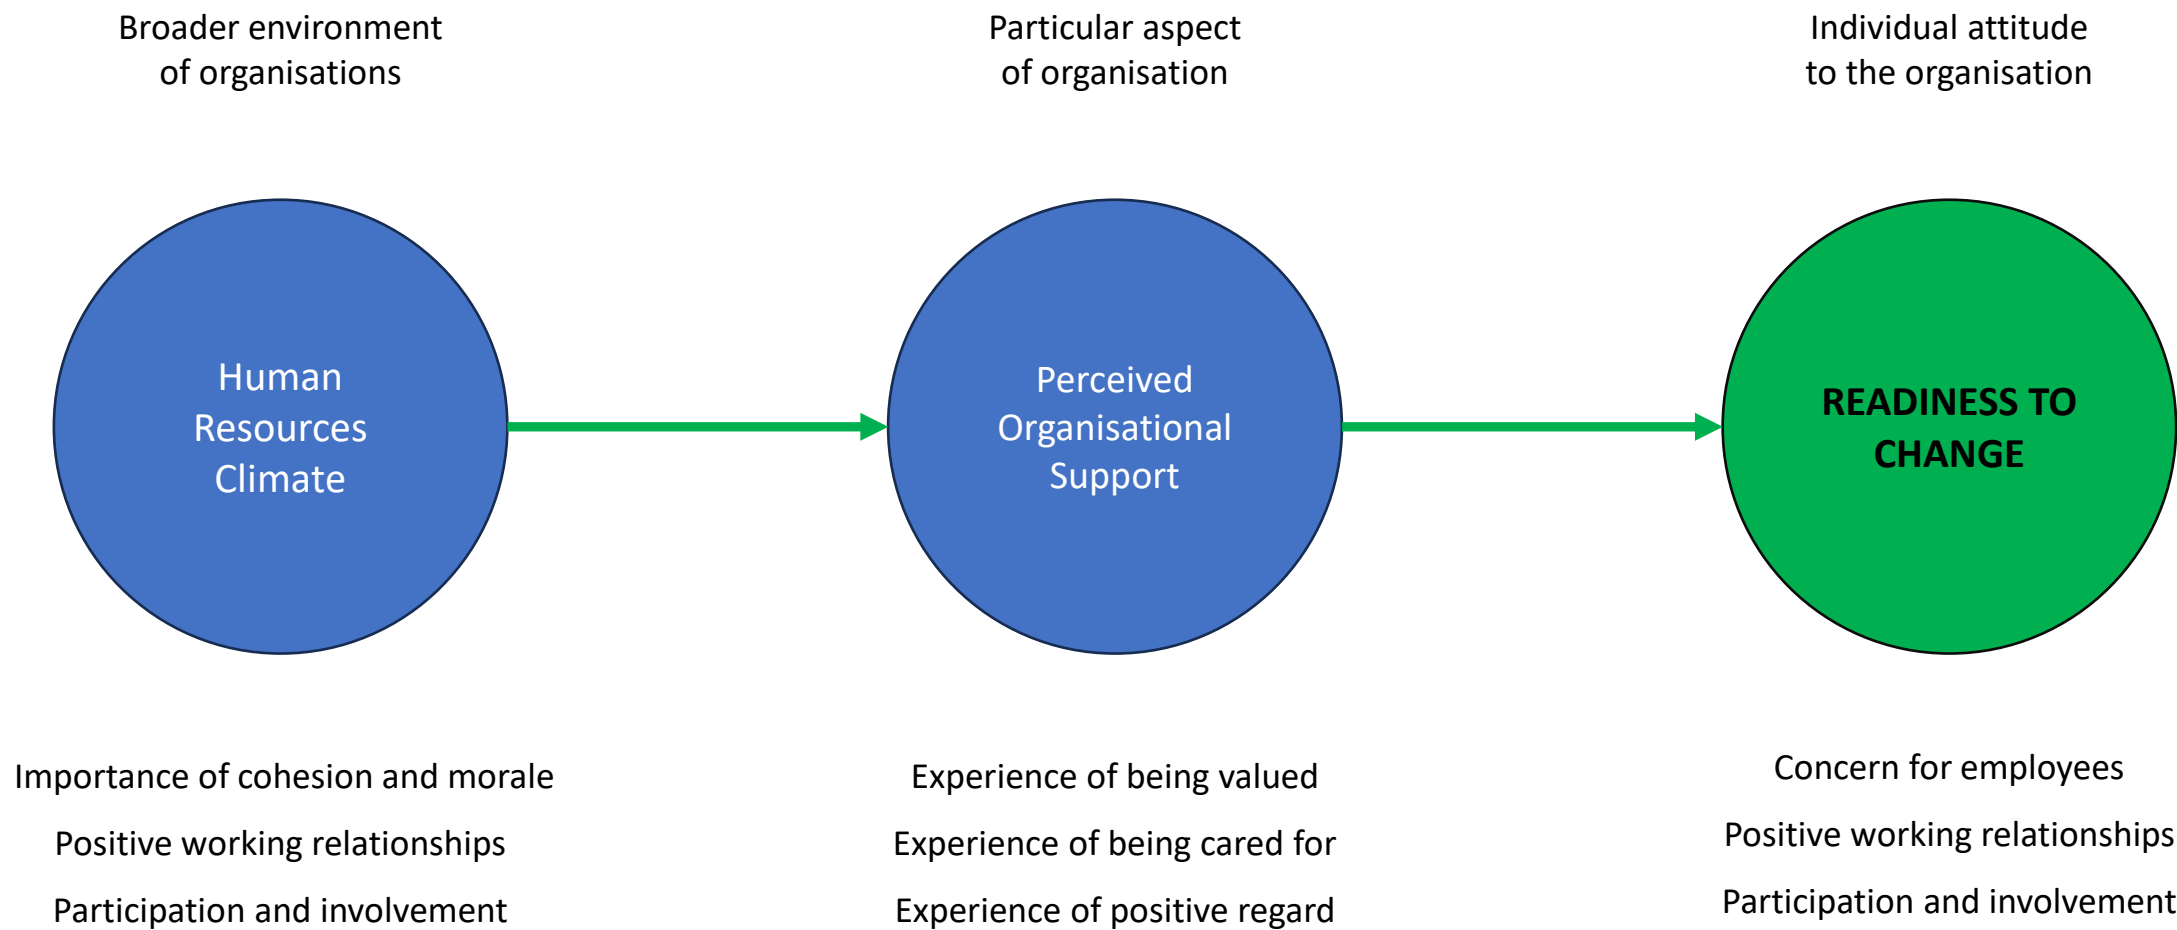 Broader environment
of organisations
Particular aspect
of organisation
Individual attitude
to the organisation
Human
Resources
Climate
Perceived
Organisational
Support
READINESS TO
CHANGE
Importance of cohesion and morale
Positive working relationships
Participation and involvement
Experience of being valued
Experience of being cared for
Experience of positive regard
Concern for employees
Positive working relationships
Participation and involvement